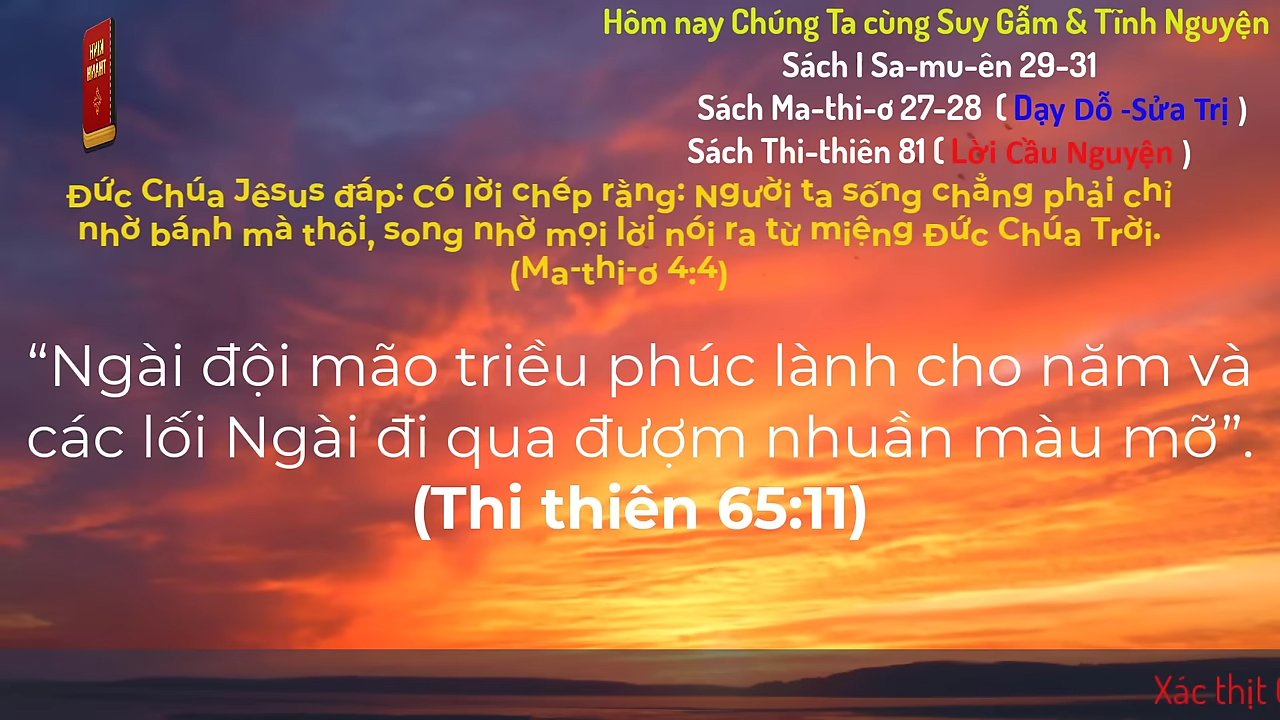 Hôm nay Chúng Ta cùng Suy Gẫm & Tĩnh Nguyện
Sách I Sa-mu-ên 29-31
Sách Ma-thi-ơ 27-28 ( Dạy Dỗ -Sửa Trị )
Sách Thi-thiên 81 ( Lời Cầu Nguyện )
KINH
THÁNH
Đức Chúa Jêsus đáp: Có lời chép rằng: Người ta sống chẳng phải chỉ
nhờ bánh mà thôi, song nhờ mọi lời nói ra từ miệng Đức Chúa Trời.
(Ma-thi-ơ 4:4)
“Ngài đội mão triều phúc lành cho năm và
các lối Ngài đi qua đượm nhuần màu mỡ”.
(Thi thiên 65:11)
Xác thịt